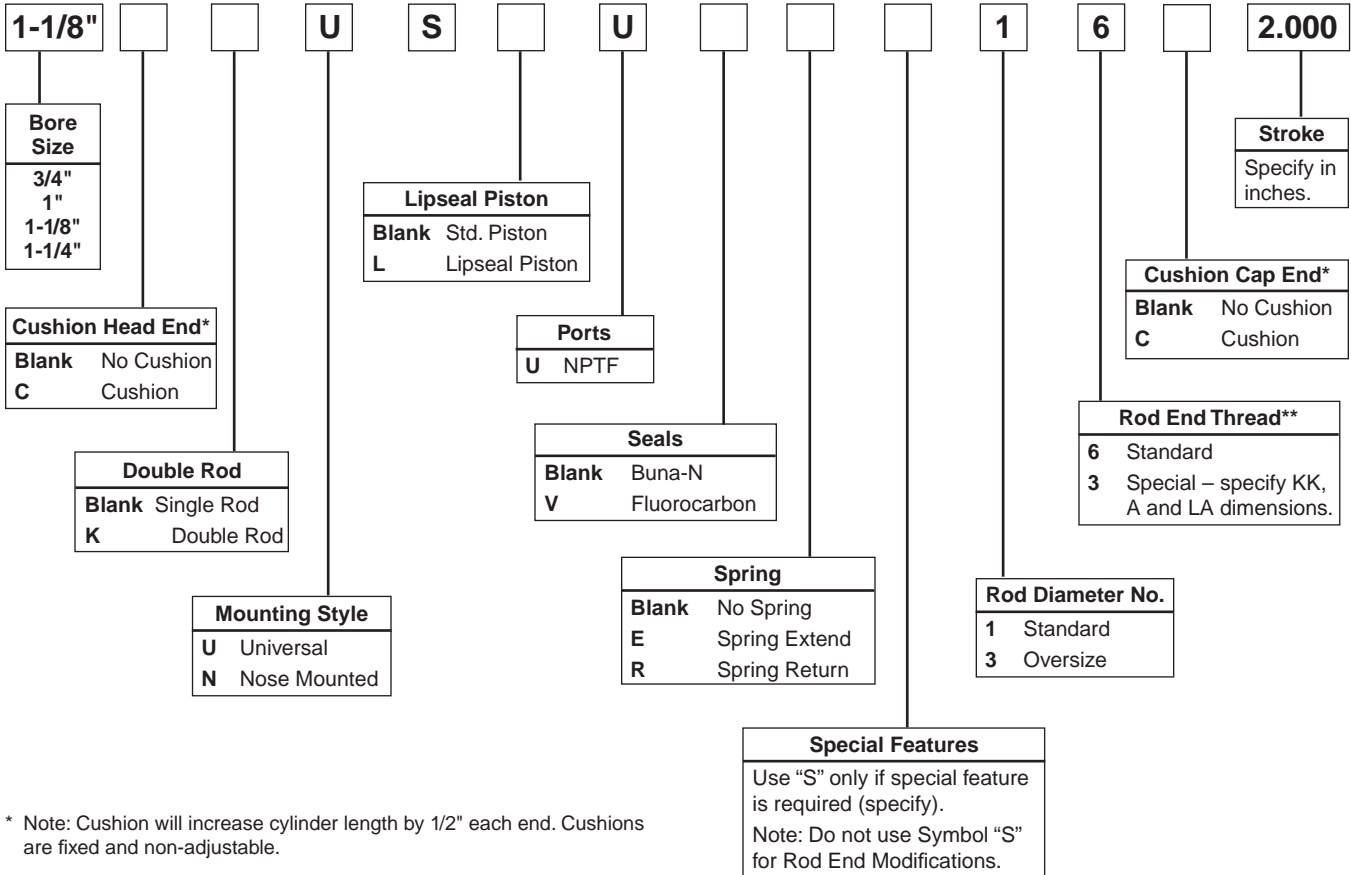 1-1/8" U S U 1 6 2.000
Bore
Size
3/4"
1"
1-1/8"
1-1/4"
Stroke
Specify in
inches.
Lipseal Piston
Blank Std. Piston
L Lipseal Piston
Cushion Cap End*
Blank No Cushion
C Cushion
Cushion Head End*
Blank No Cushion
C Cushion
Ports
U NPTF
Rod End Thread**
6 Standard
3 Special – specify KK,
A and LA dimensions.
Seals
Blank Buna-N
V Fluorocarbon
Double Rod
Blank Single Rod
K Double Rod
Spring
Blank No Spring
E Spring Extend
R Spring Return
Rod Diameter No.
1 Standard
3 Oversize
Mounting Style
U Universal
N Nose Mounted
Special Features
Use “S” only if special feature
is required (specify).
Note: Do not use Symbol “S”
for Rod End Modifications.
* Note: Cushion will increase cylinder length by 1/2" each end. Cushions
are fixed and non-adjustable.